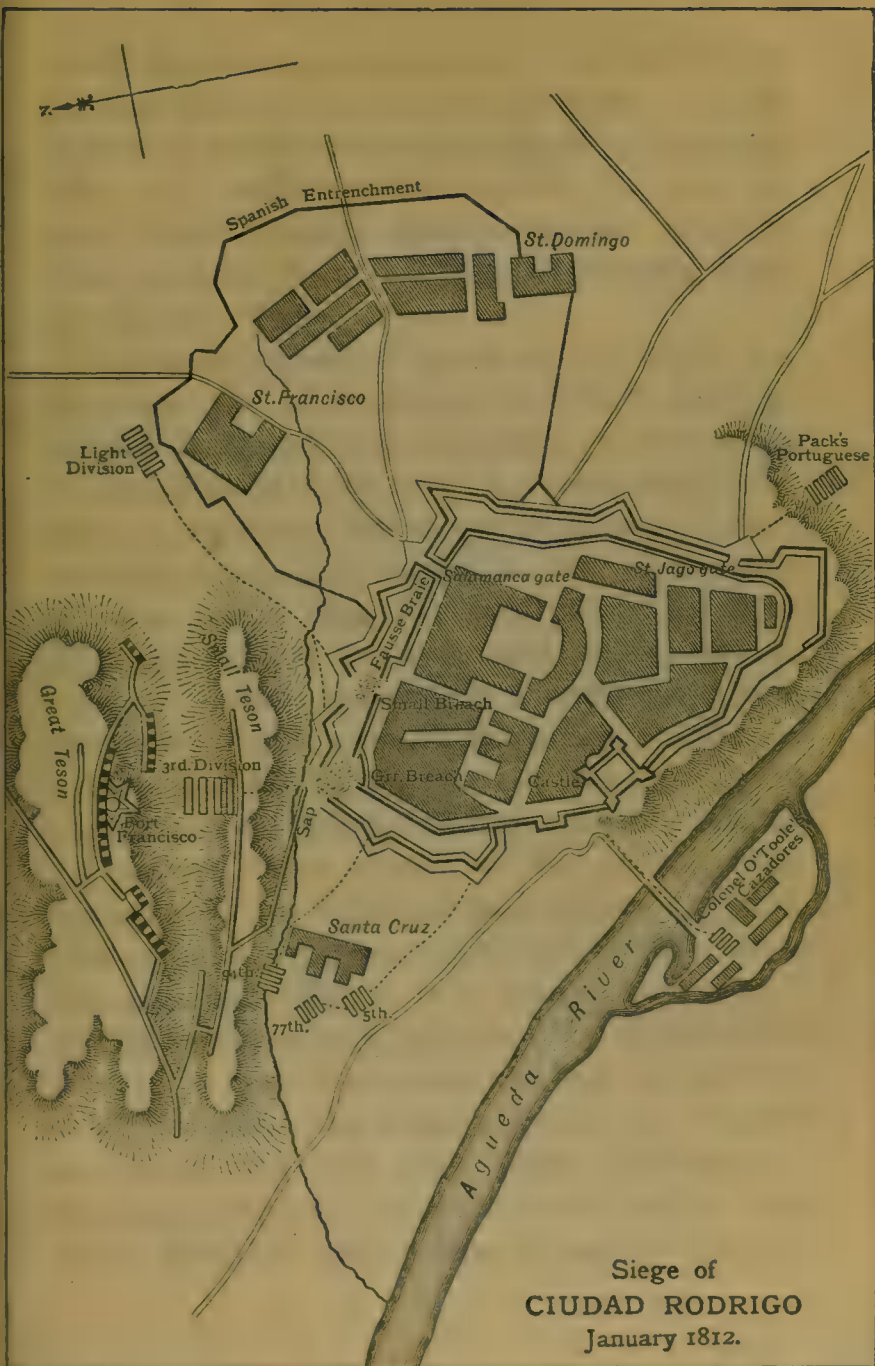 Spanish Entrenchment
St. Domingo
St. Francisco
Light
Division
Pack's
Portuguese
Salamanca gate
St. Jago gate
Fausse Braie
Small Teson
Great Teson
Small Breach
3rd. Division
Grt. Breach
Castle
Fort
Francisco
Sap
Colonel O'Toole's
Cazadores
Santa Cruz
94th.
77th.
5th.
Agueda River
Siege of
CIUDAD RODRIGO
January 1812.